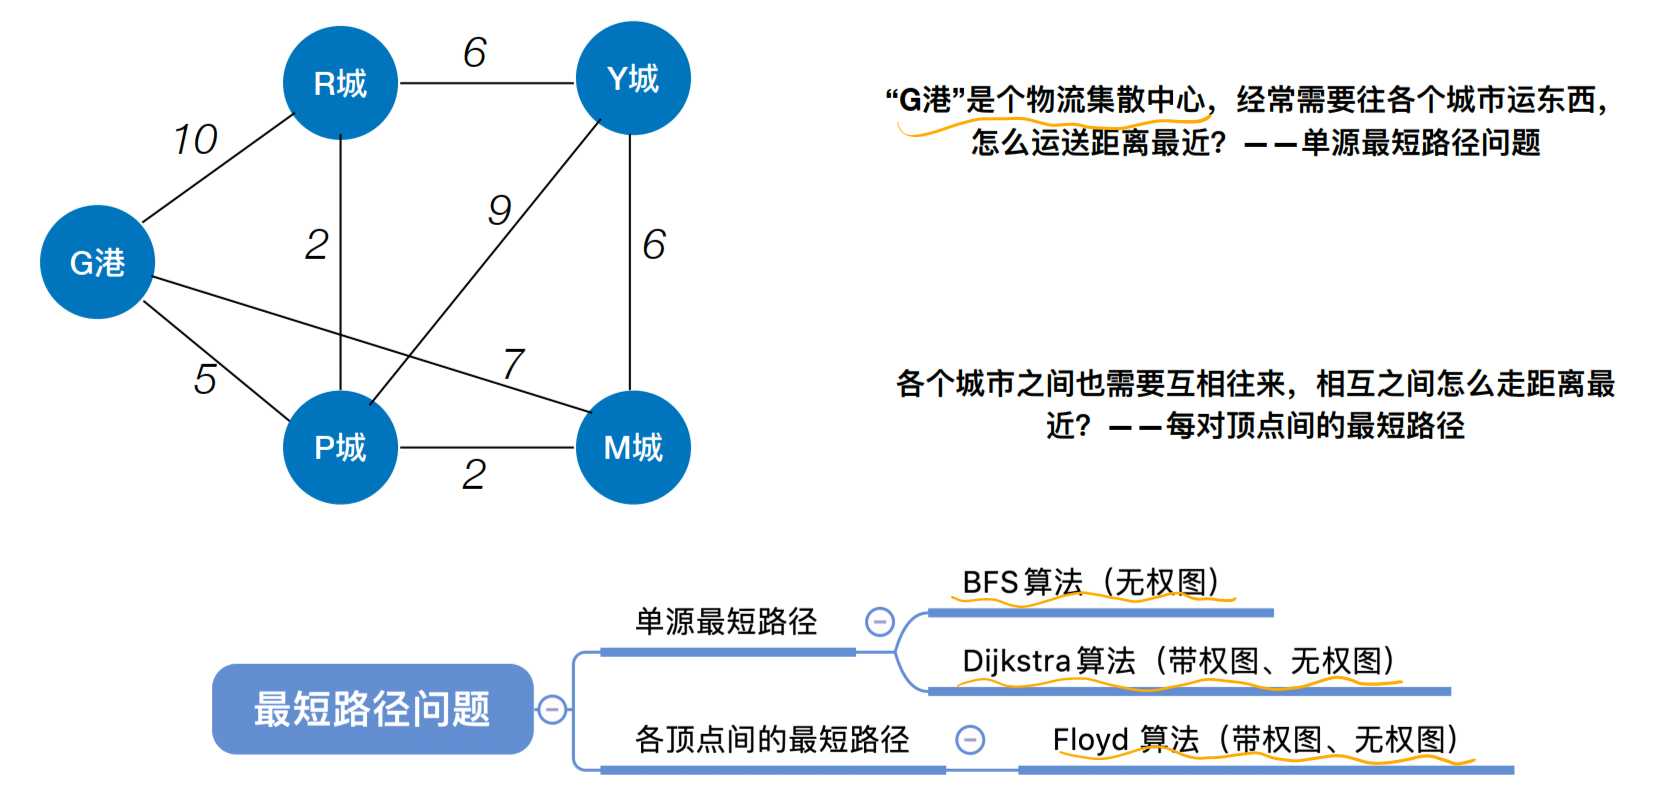 R城
6
Y城
10
2
9
6
G港
5
7
P城
2
M城
“G港”是个物流集散中心，经常需要往各个城市运东西，
怎么运送距离最近？——单源最短路径问题
各个城市之间也需要互相往来，相互之间怎么走距离最
近？——每对顶点间的最短路径
最短路径问题
单源最短路径
BFS 算法（无权图）
Dijkstra 算法（带权图、无权图）
各顶点间的最短路径
Floyd 算法（带权图、无权图）